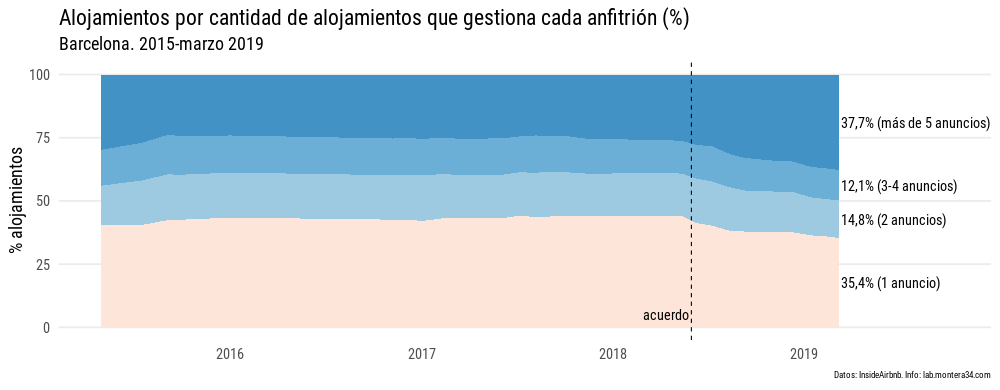 Alojamientos por cantidad de alojamientos que gestiona cada anfitrión (%)
Barcelona. 2015-marzo 2019
% alojamientos
100
75
50
25
0
37,7% (más de 5 anuncios)
12,1% (3-4 anuncios)
14,8% (2 anuncios)
35,4% (1 anuncio)
acuerdo
2016
2017
2018
2019
Datos: InsideAirbnb. Info: lab.montera34.com